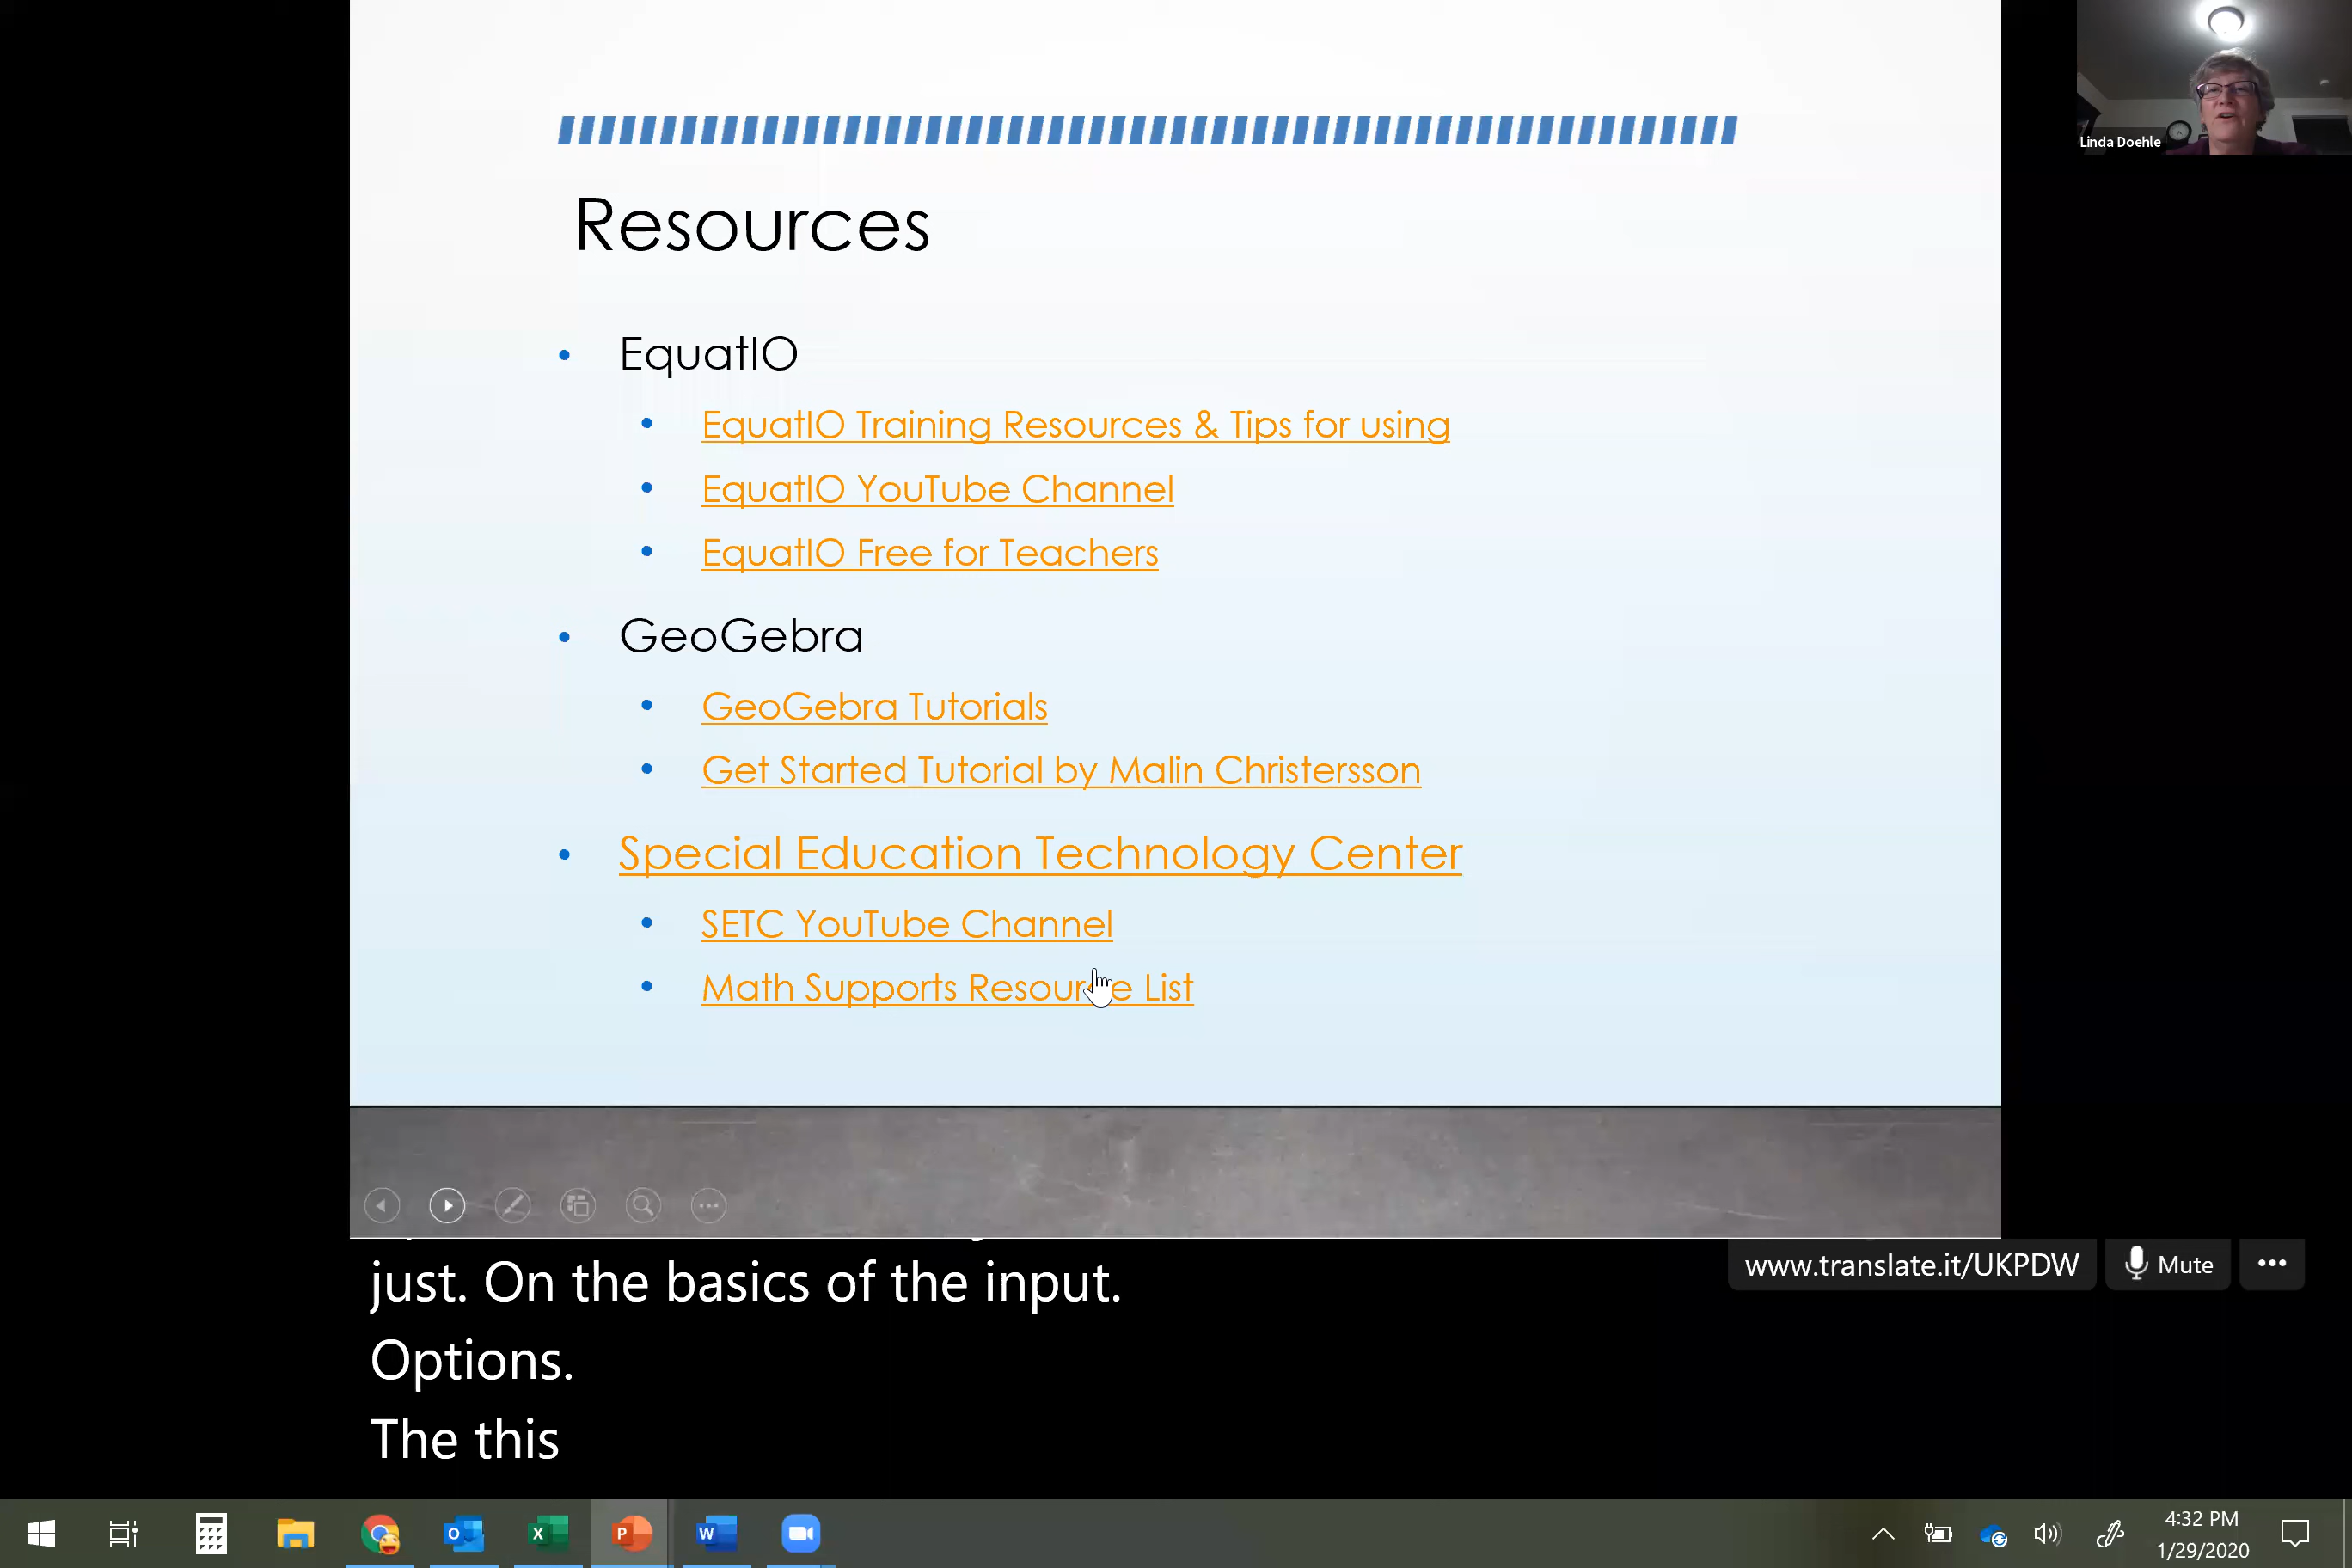 Linda Doehle
Resources
EquatIO
EquatIO Training Resources & Tips for using
EquatIO YouTube Channel
EquatIO Free for Teachers
GeoGebra
GeoGebra Tutorials
Get Started Tutorial by Malin Christersson
Special Education Technology Center
SETC YouTube Channel
Math Supports Resource List
just. On the basics of the input.
Options.
The this
www.translate.it/UKPDW
Mute
4:32 PM
1/29/2020